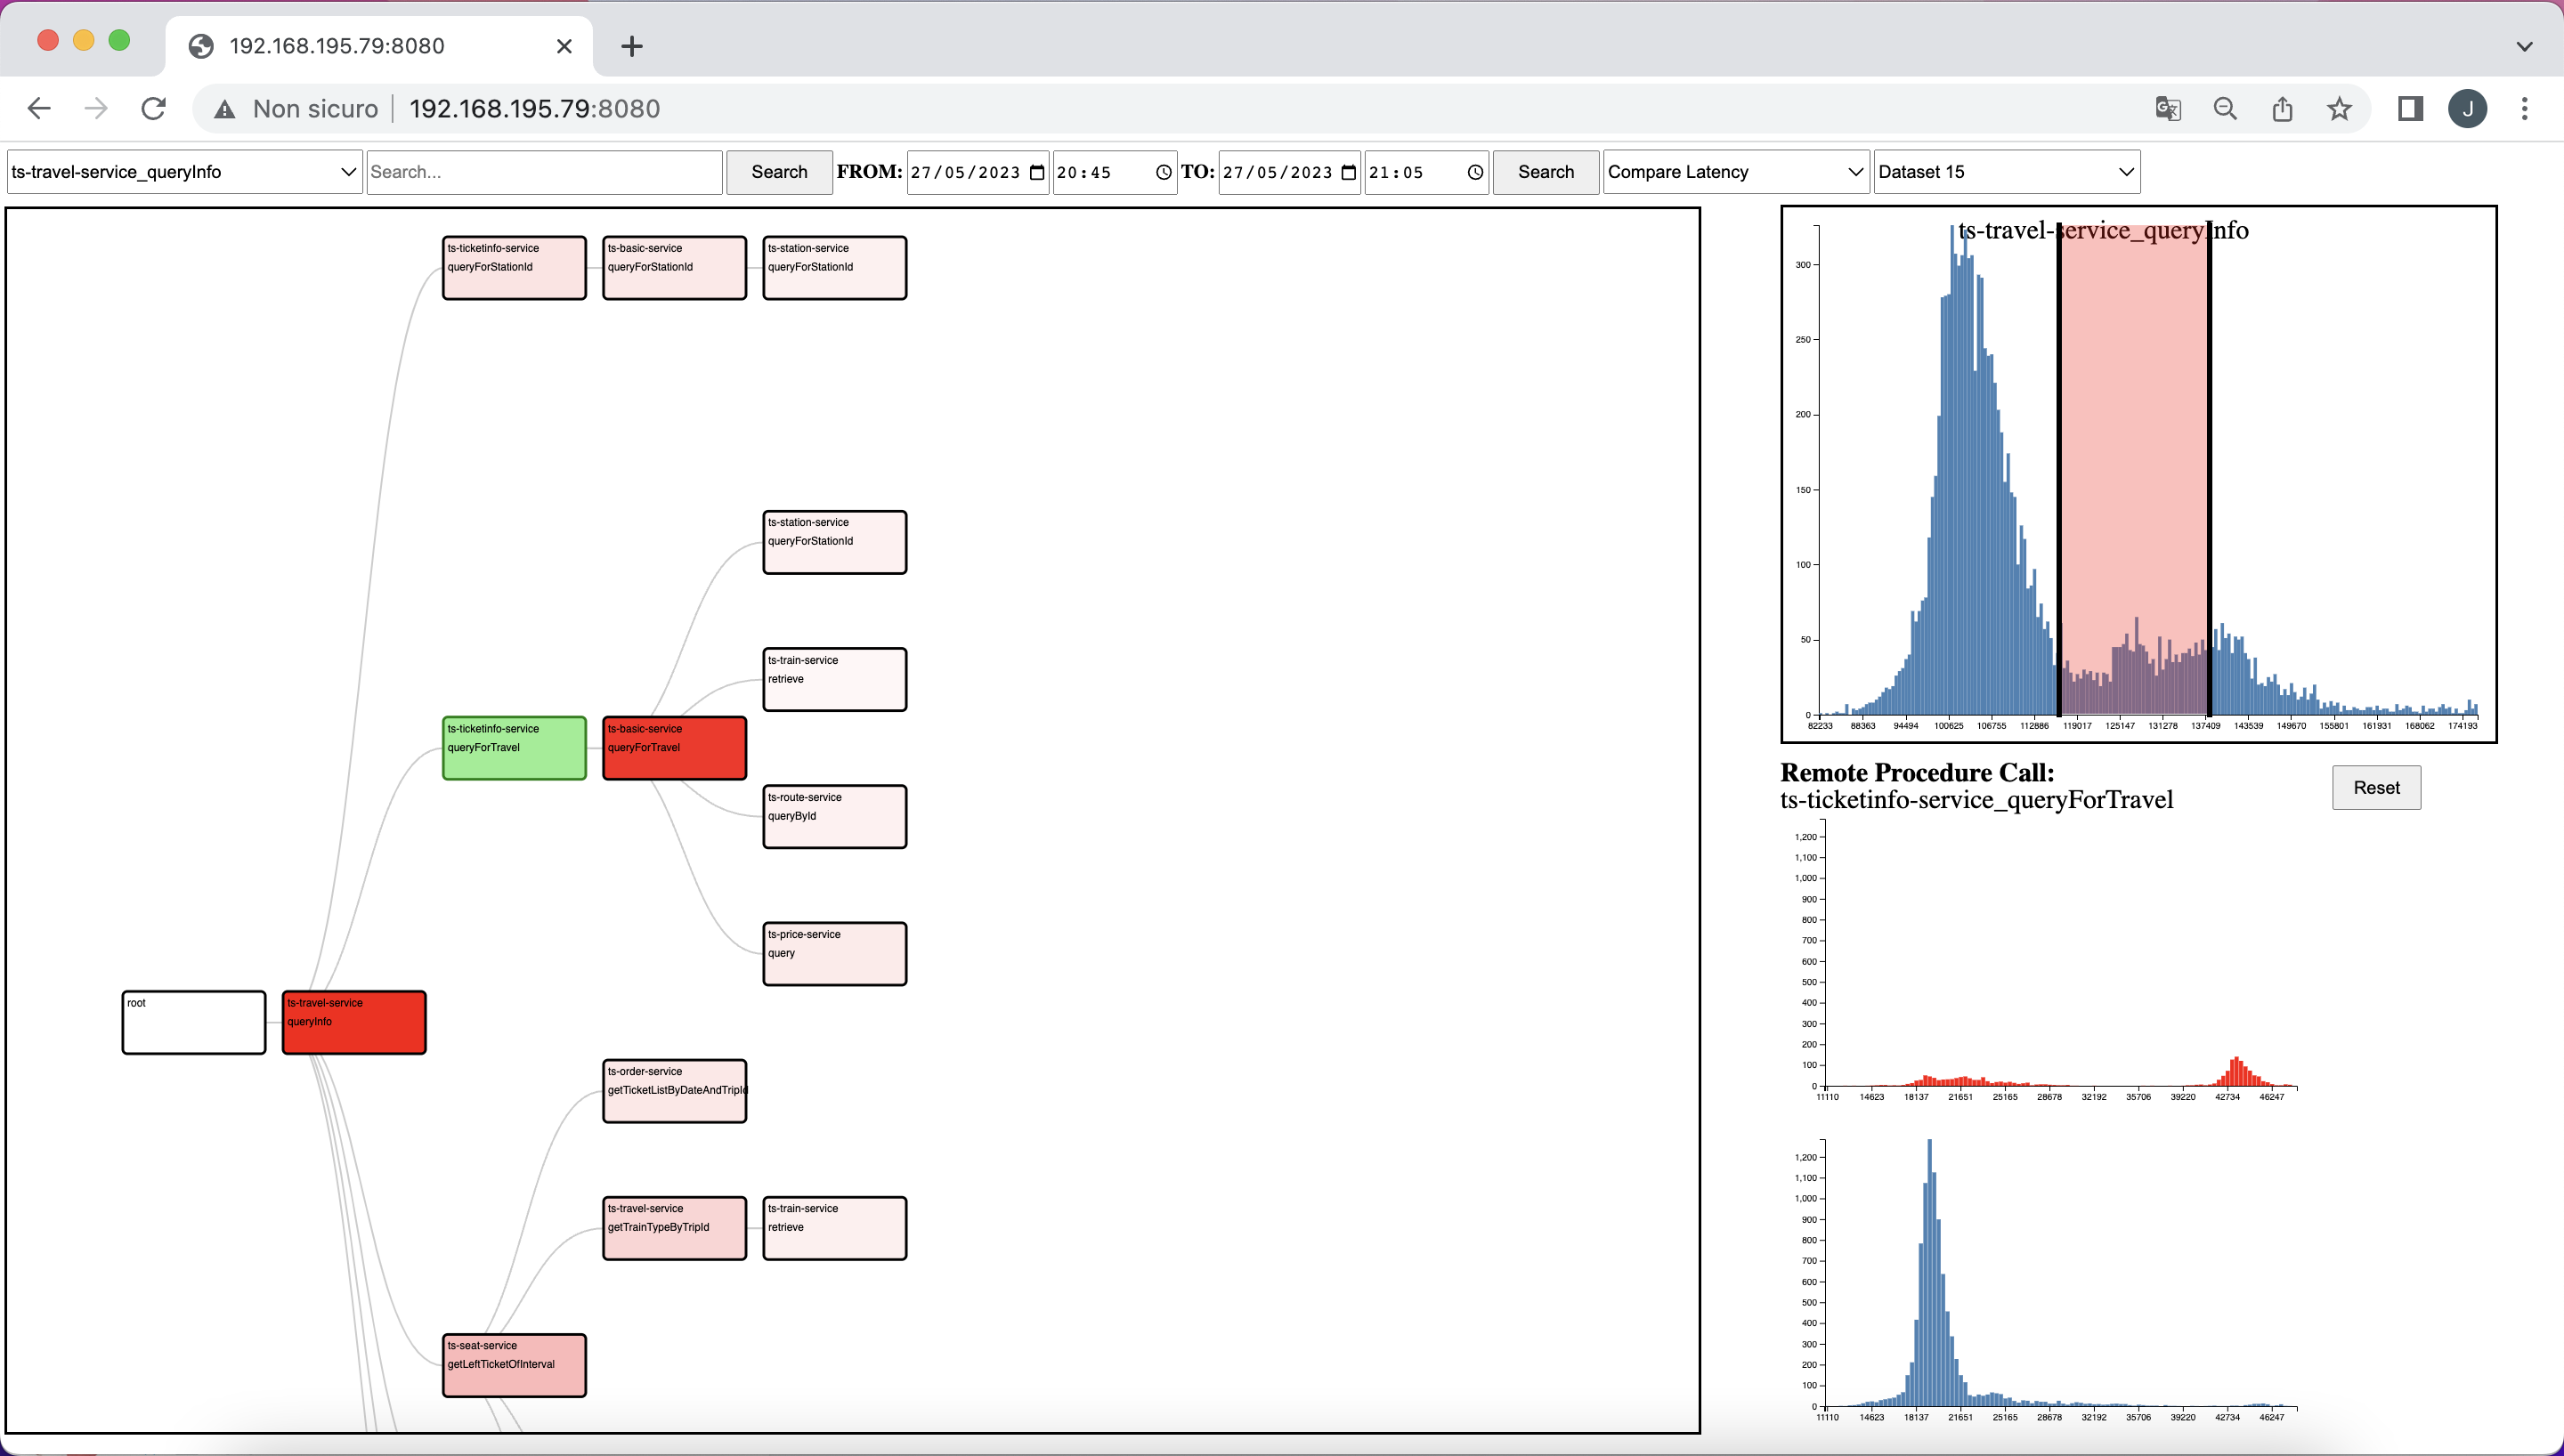 192.168.195.79:8080
Non sicuro 192.168.195.79:8080
J
ts-travel-service_queryInfo Search... Search FROM: 27/05/2023 20:45 TO: 27/05/2023 21:05 Search Compare Latency Dataset 15
ts-ticketinfo-service
queryForStationId
ts-basic-service
queryForStationId
ts-station-service
queryForStationId
ts-station-service
queryForStationId
ts-train-service
retrieve
ts-ticketinfo-service
queryForTravel
ts-basic-service
queryForTravel
ts-route-service
queryById
ts-price-service
query
root
ts-travel-service
queryInfo
ts-order-service
getTicketListByDateAndTripId
ts-travel-service
getTrainTypeByTripId
ts-train-service
retrieve
ts-seat-service
getLeftTicketOfInterval
ts-travel-service_queryInfo
300
250
200
150
100
50
0
82233 88363 94494 100625 106755 112886 119017 125147 131278 137409 143539 149670 155801 161931 168062 174193
Remote Procedure Call:
ts-ticketinfo-service_queryForTravel
Reset
1,200
1,100
1,000
900
800
700
600
500
400
300
200
100
0
11110 14623 18137 21651 25165 28678 32192 35706 39220 42734 46247
1,200
1,100
1,000
900
800
700
600
500
400
300
200
100
0
11110 14623 18137 21651 25165 28678 32192 35706 39220 42734 46247